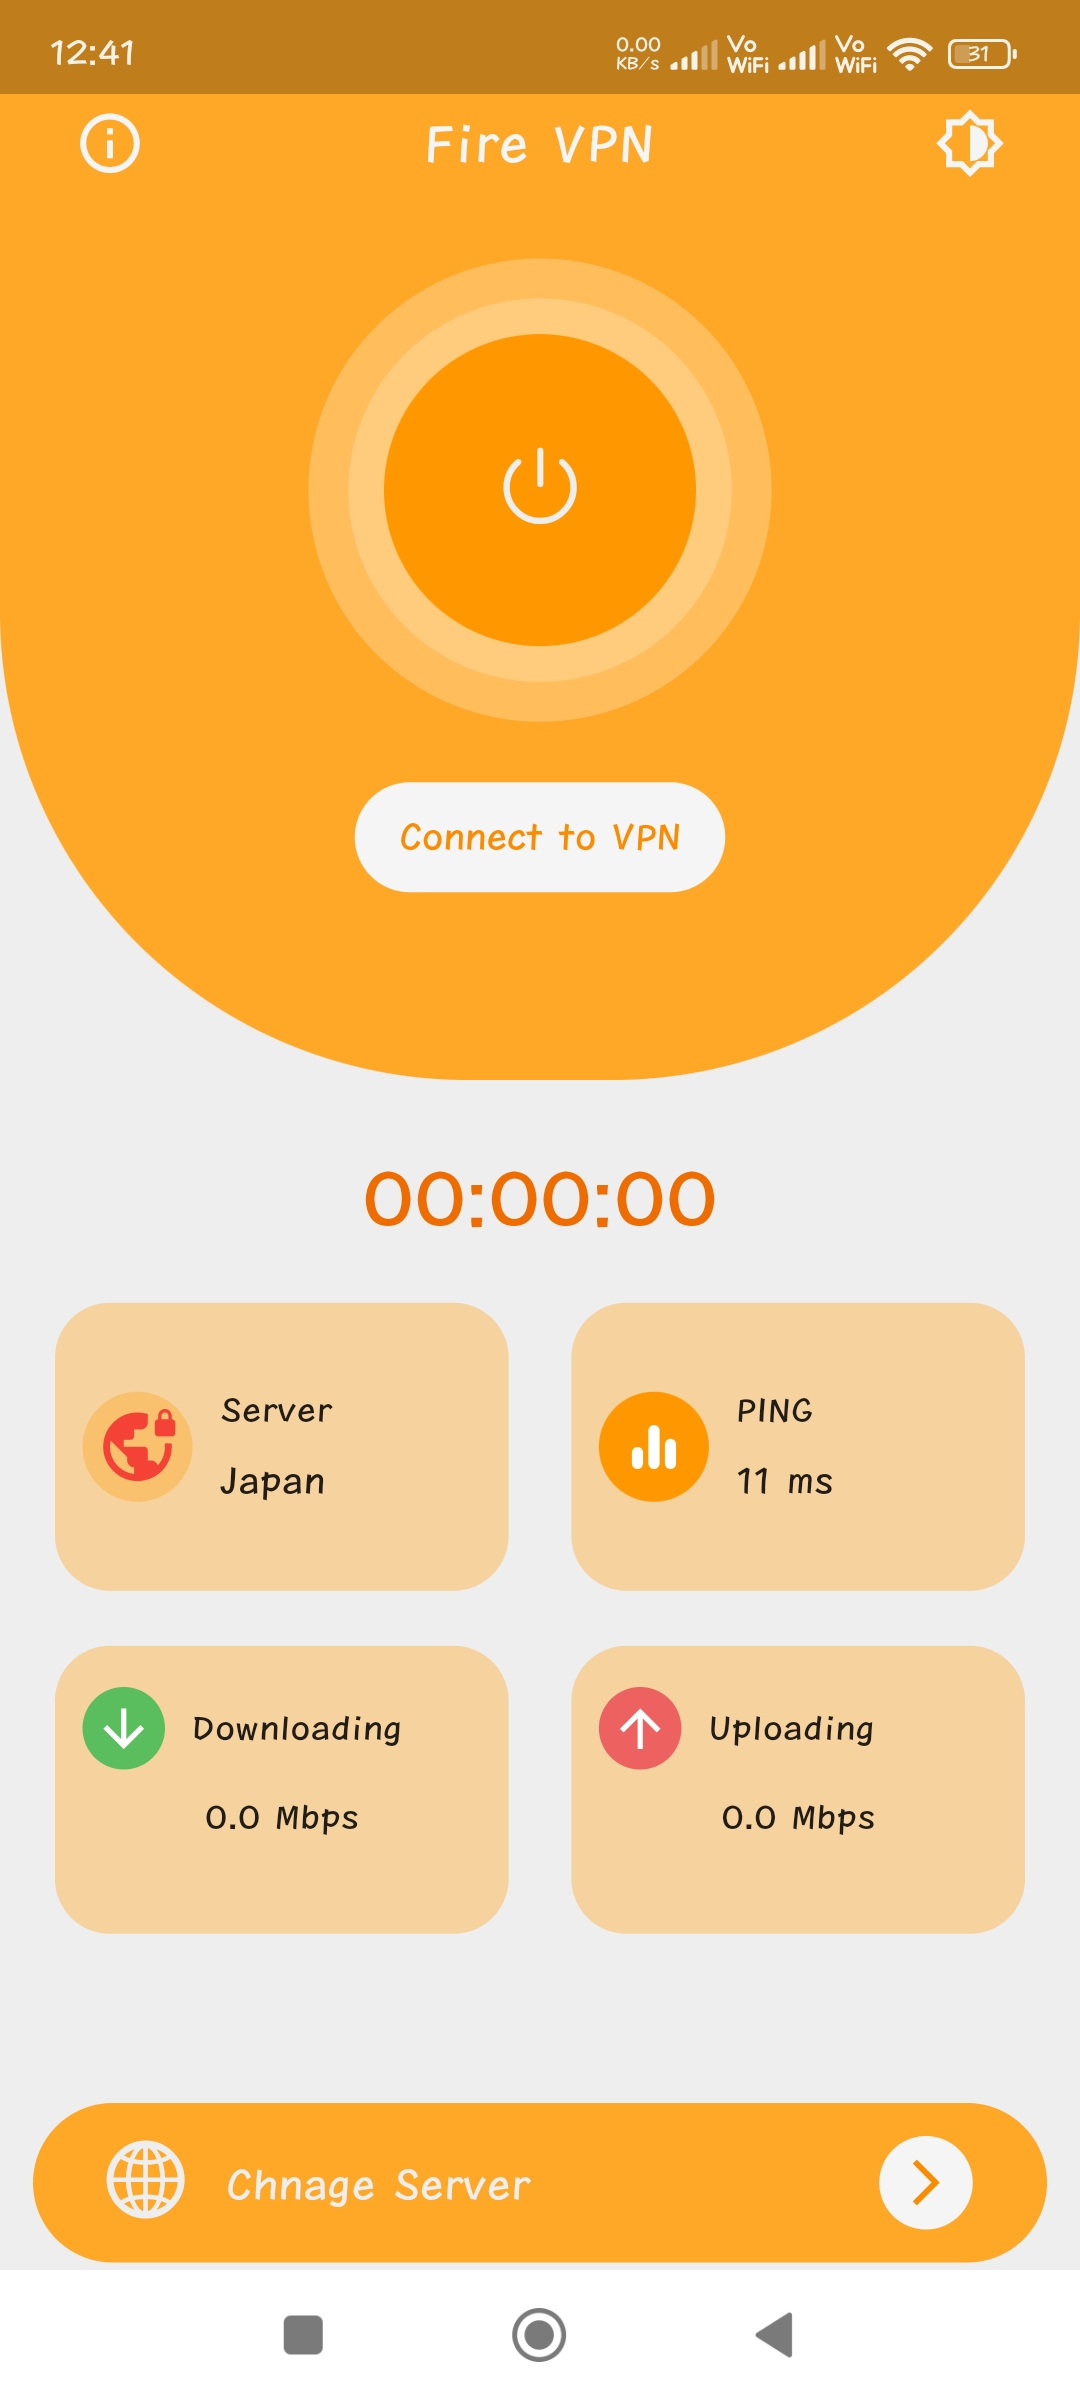 12:41
0.00 KB/s Vo WiFi Vo WiFi 31
Fire VPN
Connect to VPN
00:00:00
Server
Japan
PING
11 ms
Downloading
0.0 Mbps
Uploading
0.0 Mbps
Chnage Server